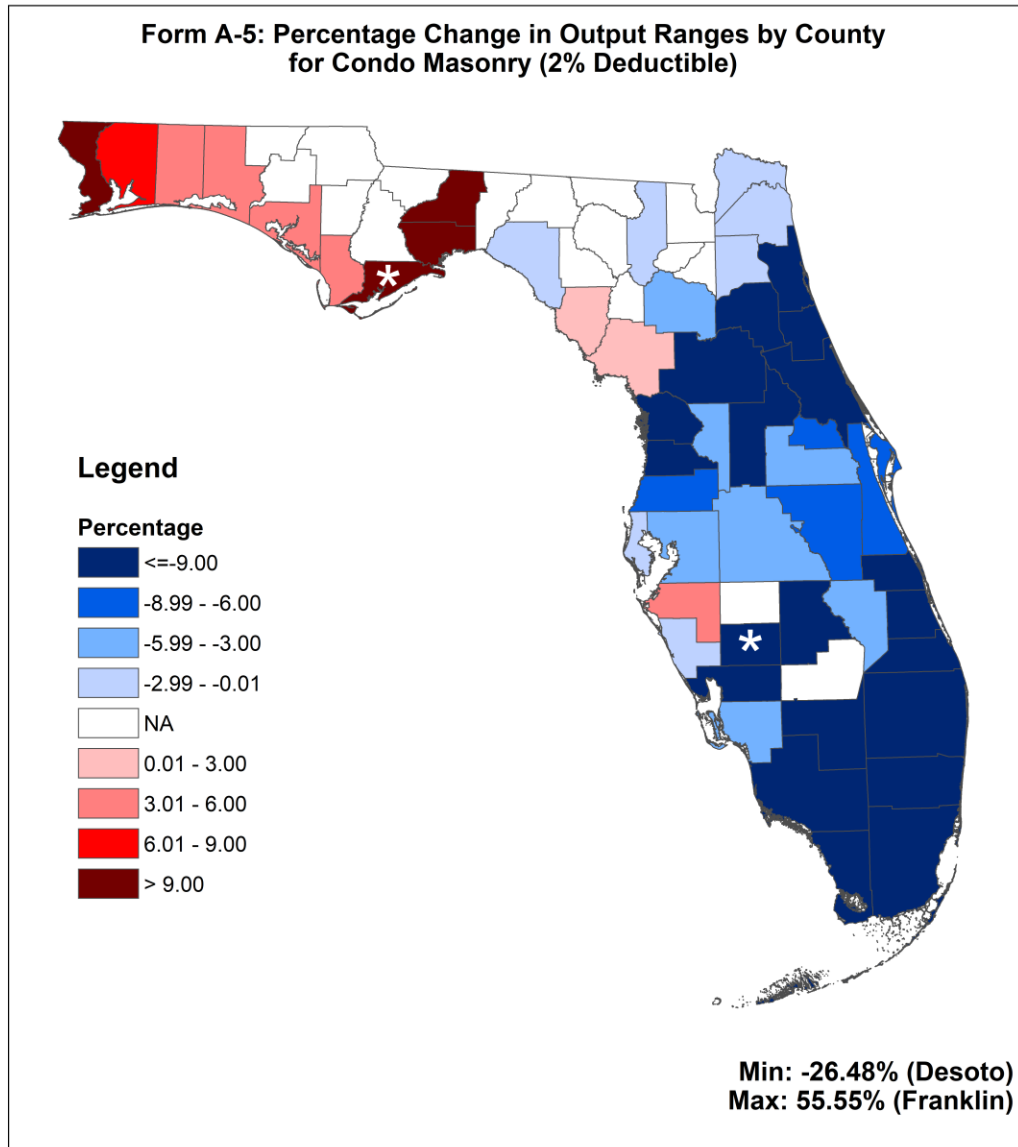 Form A-5: Percentage Change in Output Ranges by County
for Condo Masonry (2% Deductible)
*
*
Legend
Percentage
<=-9.00
-8.99 - -6.00
-5.99 - -3.00
-2.99 - -0.01
NA
0.01 - 3.00
3.01 - 6.00
6.01 - 9.00
> 9.00
Min: -26.48% (Desoto)
Max: 55.55% (Franklin)